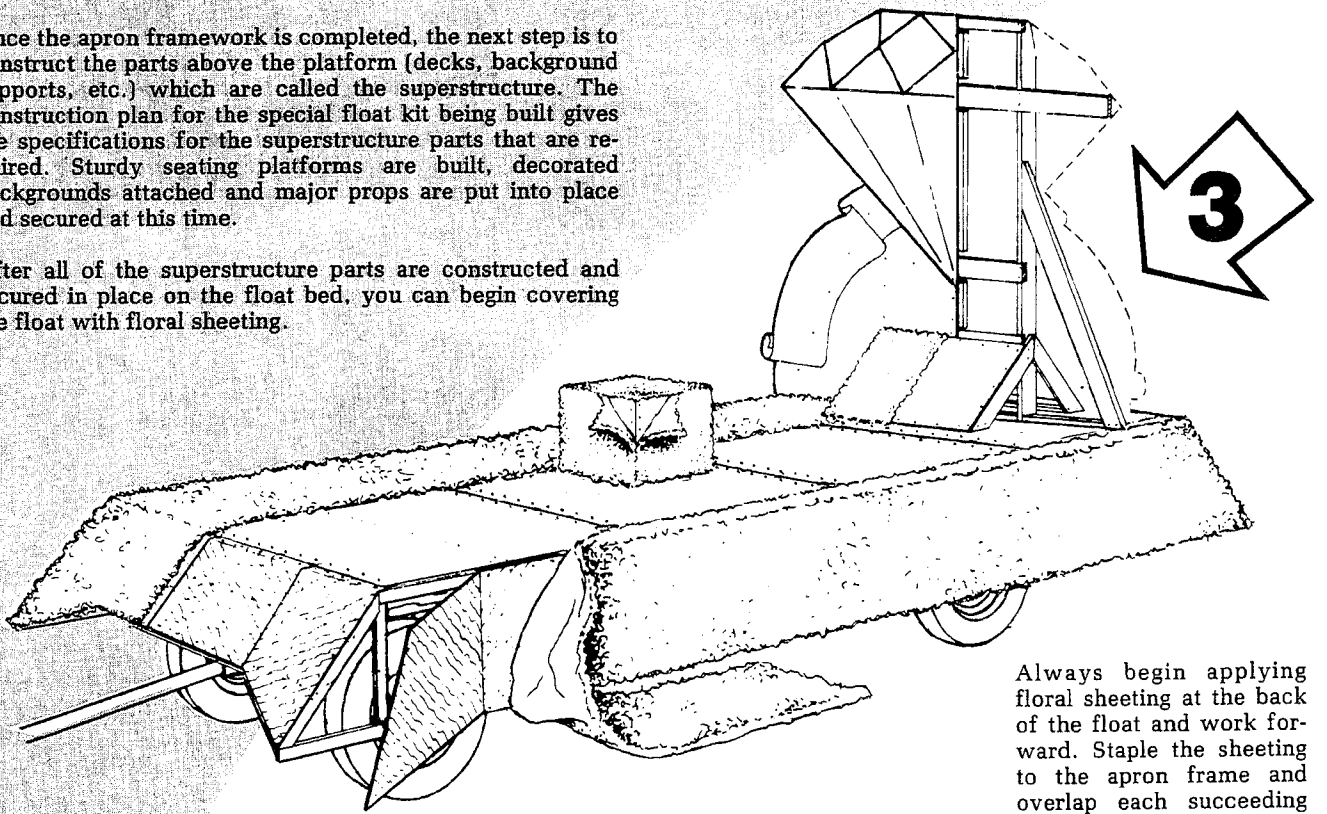 nce the apron framework is completed, the next step is to
nstruct the parts above the platform (decks, background
pports, etc.) which are called the superstructure. The
nstruction plan for the special float kit being built gives
e specifications for the superstructure parts that are re-
ired. Sturdy seating platforms are built, decorated
ckgrounds attached and major props are put into place
d secured at this time.
fter all of the superstructure parts are constructed and
cured in place on the float bed, you can begin covering
e float with floral sheeting.
3
Always begin applying
floral sheeting at the back
of the float and work for-
ward. Staple the sheeting
to the apron frame and
overlap each succeeding